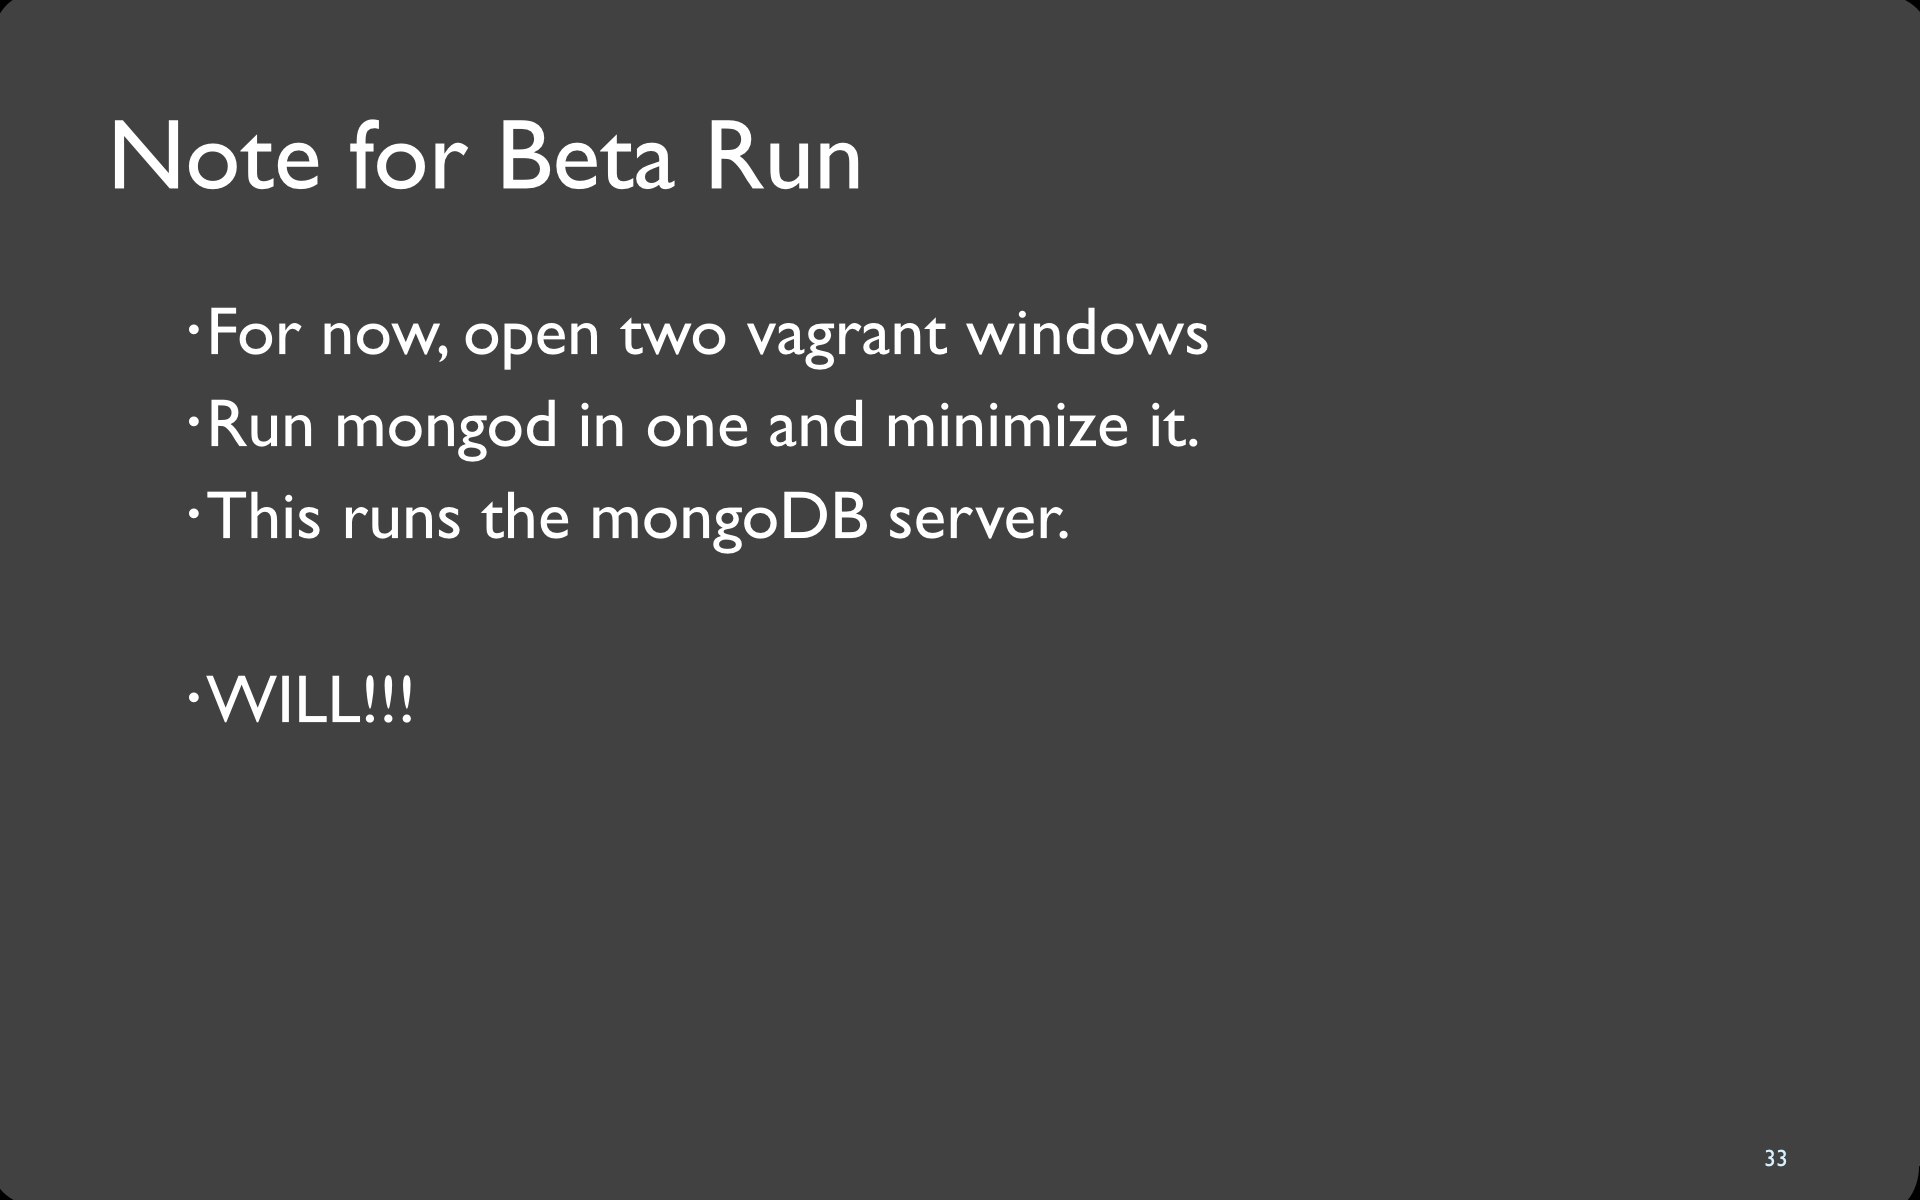 Note for Beta Run
·For now, open two vagrant windows
·Run mongod in one and minimize it.
·This runs the mongoDB server.
·WILL!!!
33